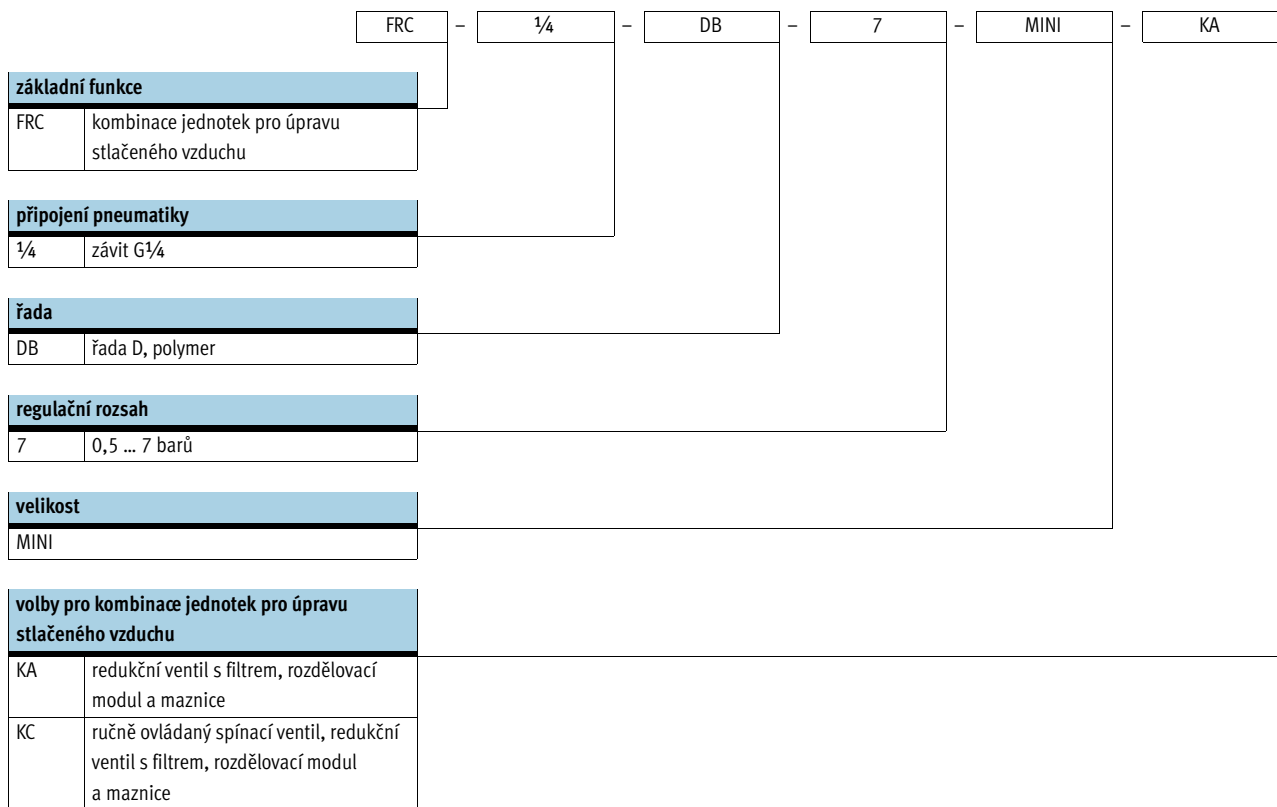 FRC – ¼ – DB – 7 – MINI – KA
základní funkce
FRC kombinace jednotek pro úpravu
stlačeného vzduchu
připojení pneumatiky
¼ závit G¼
řada
DB řada D, polymer
regulační rozsah
7 0,5 … 7 barů
velikost
MINI
volby pro kombinace jednotek pro úpravu
stlačeného vzduchu
KA redukční ventil s filtrem, rozdělovací
modul a maznice
KC ručně ovládaný spínací ventil, redukční
ventil s filtrem, rozdělovací modul
a maznice